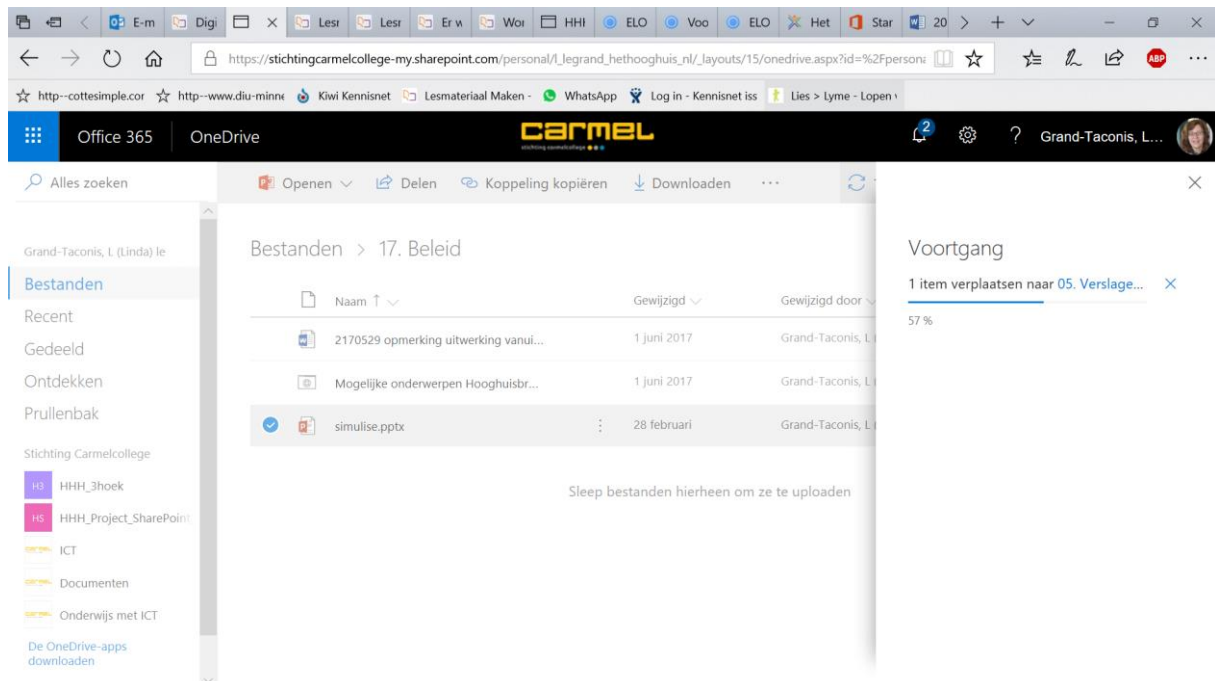 E-m Digi Lesr Lesr Er w Wor HHI ELO Voo ELO Het Star 20
https://stichtingcarmelcollege-my.sharepoint.com/personal/l_legrand_hethooghuis_nl/_layouts/15/onedrive.aspx?id=%2Fpersona
ABP
http--cottesimple.cor http--www.diu-minne Kiwi Kennisnet Lesmateriaal Maken - WhatsApp Log in - Kennisnet iss Lies > Lyme - Lopen
Office 365 OneDrive carmel 2 ? Grand-Taconis, L...
stichting carmelcollege
Alles zoeken Openen Delen Koppeling kopiëren Downloaden ...
Grand-Taconis, L (Linda) le
Bestanden > 17. Beleid
Voortgang
Bestanden
1 item verplaatsen naar 05. Verslage...
Naam ↑ Gewijzigd Gewijzigd door
57 %
Recent
2170529 opmerking uitwerking vanui... 1 juni 2017 Grand-Taconis, L
Gedeeld
Ontdekken
Mogelijke onderwerpen Hooghuisbr... 1 juni 2017 Grand-Taconis, L
Prullenbak
simulise.pptx 28 februari Grand-Taconis, L
Stichting Carmelcollege
H3 HHH_3hoek
Sleep bestanden hierheen om ze te uploaden
HS HHH_Project_SharePoint
ICT
Documenten
Onderwijs met ICT
De OneDrive-apps
downloaden